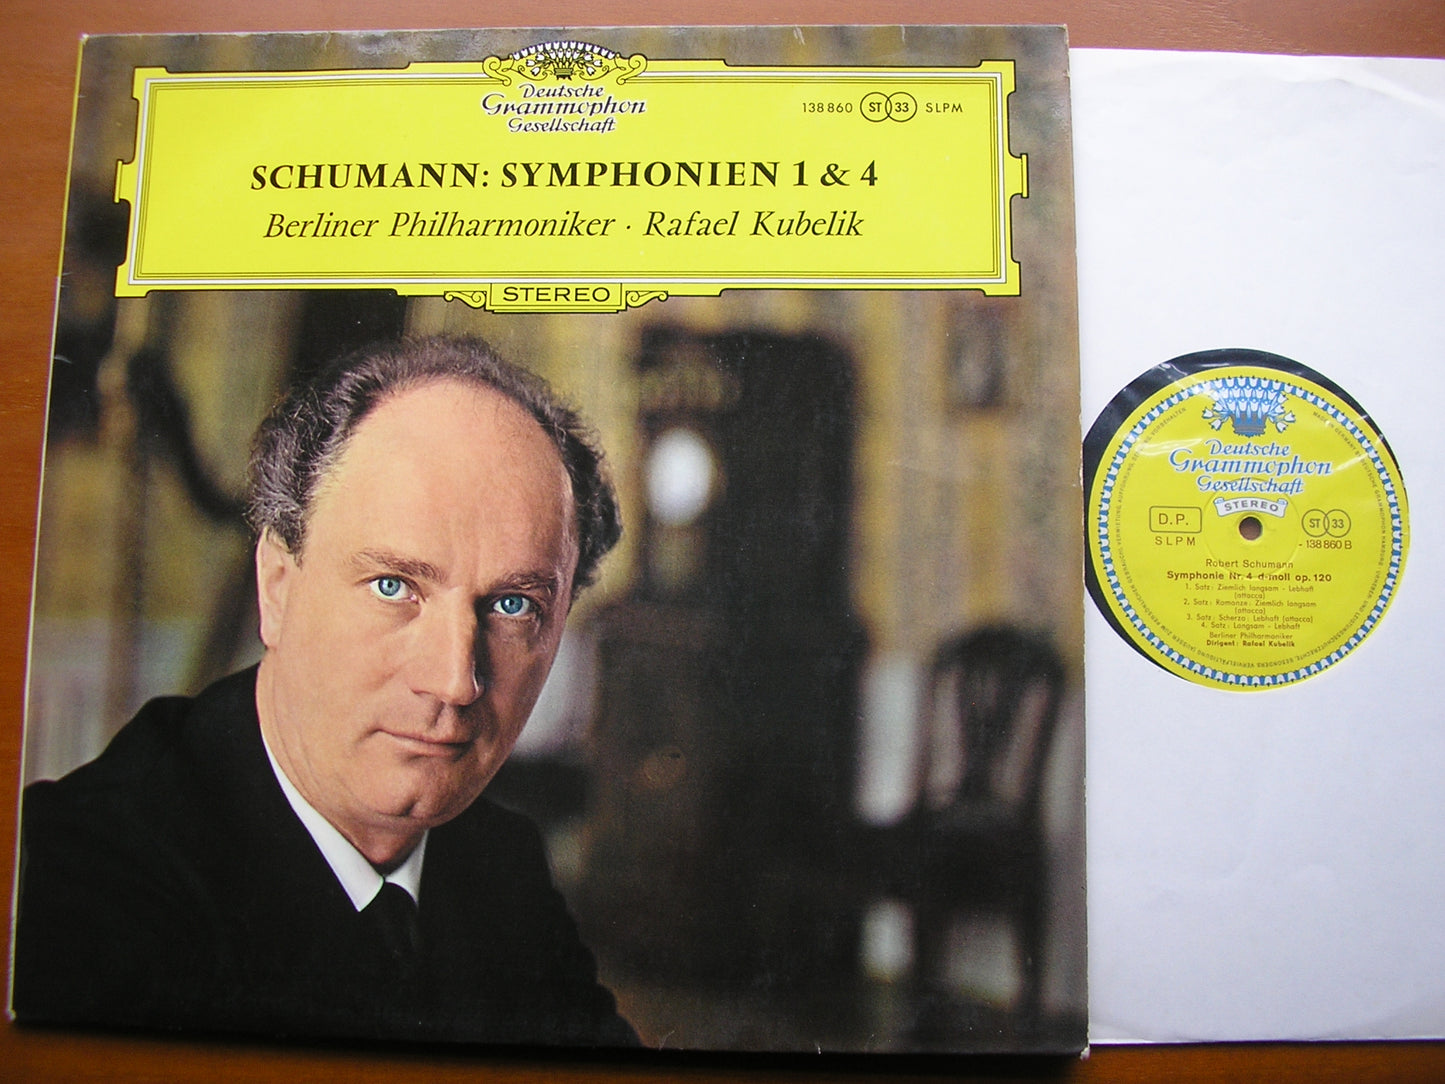 Deutsche
Grammophon
Gesellschaft
138 860 ST 33 SLPM
SCHUMANN: SYMPHONIEN 1 & 4
Berliner Philharmoniker · Rafael Kubelik
STEREO
Deutsche
Grammophon
Gesellschaft
STEREO
D.P.
SLPM
ST 33
- 138 860 B
Robert Schumann
Symphonie Nr. 4 d-moll op. 120
1. Satz: Ziemlich langsam - Lebhaft
(attacca)
2. Satz: Romanze: Ziemlich langsam
(attacca)
3. Satz: Scherzo: Lebhaft (attacca)
4. Satz: Langsam - Lebhaft
Berliner Philharmoniker
Dirigent: Rafael Kubelik
MADE IN GERMANY